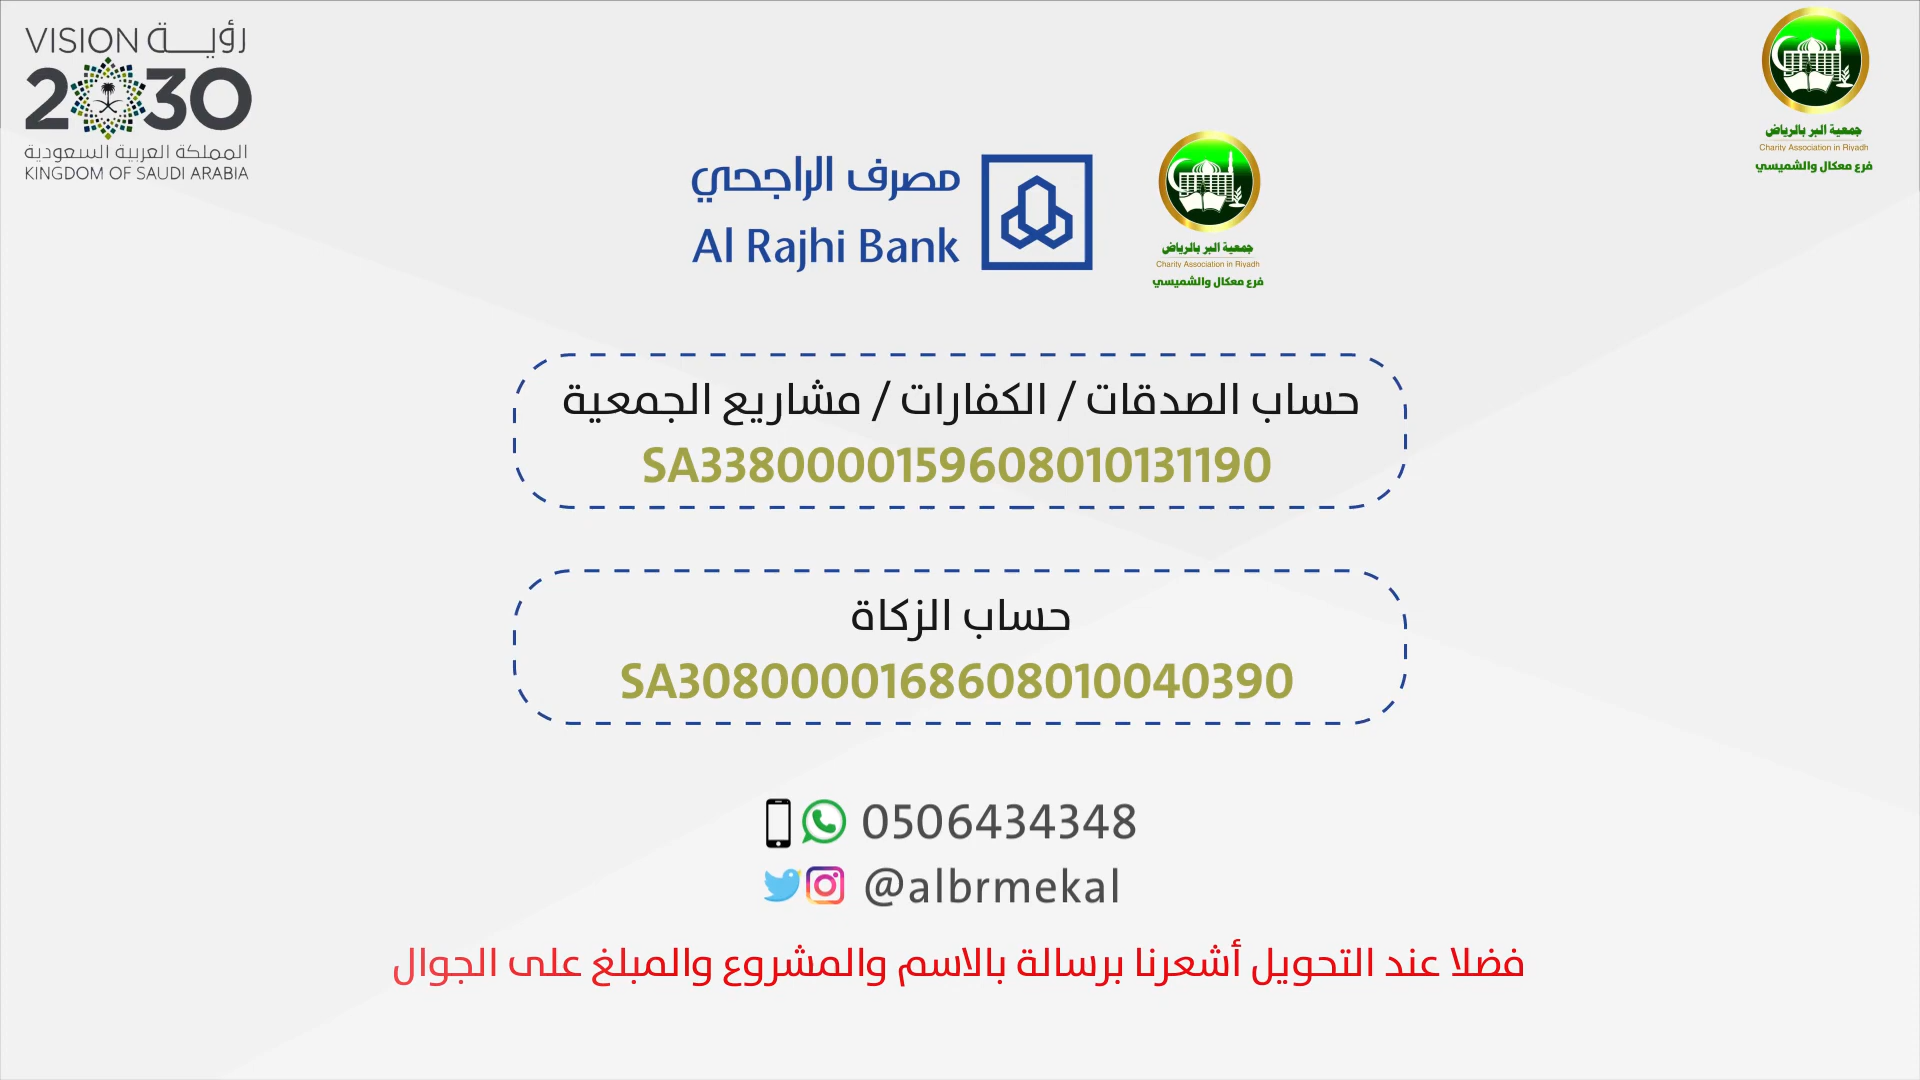 VISION رؤيـــة
2030
المملكة العربية السعودية
KINGDOM OF SAUDI ARABIA
جمعية البر بالرياض
Charity Association in Riyadh
فرع معكال والشميسي
مصرف الراجحي
Al Rajhi Bank
جمعية البر بالرياض
Charity Association in Riyadh
فرع معكال والشميسي
حساب الصدقات / الكفارات / مشاريع الجمعية
SA3380000159608010131190
حساب الزكاة
SA3080000168608010040390
0506434348
@albrmekal
فضلا عند التحويل أشعرنا برسالة بالاسم والمشروع والمبلغ على الجوال